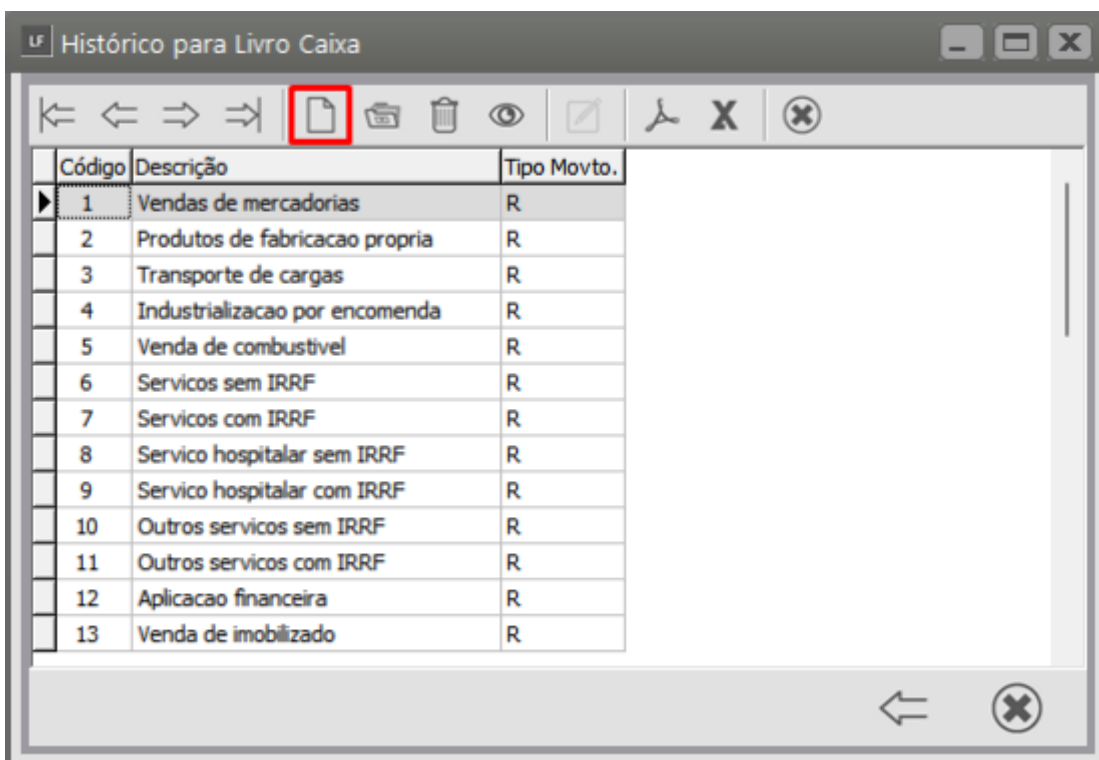 LF Histórico para Livro Caixa
Código Descrição Tipo Movto.
1 Vendas de mercadorias R
2 Produtos de fabricacao propria R
3 Transporte de cargas R
4 Industrializacao por encomenda R
5 Venda de combustivel R
6 Servicos sem IRRF R
7 Servicos com IRRF R
8 Servico hospitalar sem IRRF R
9 Servico hospitalar com IRRF R
10 Outros servicos sem IRRF R
11 Outros servicos com IRRF R
12 Aplicacao financeira R
13 Venda de imobilizado R